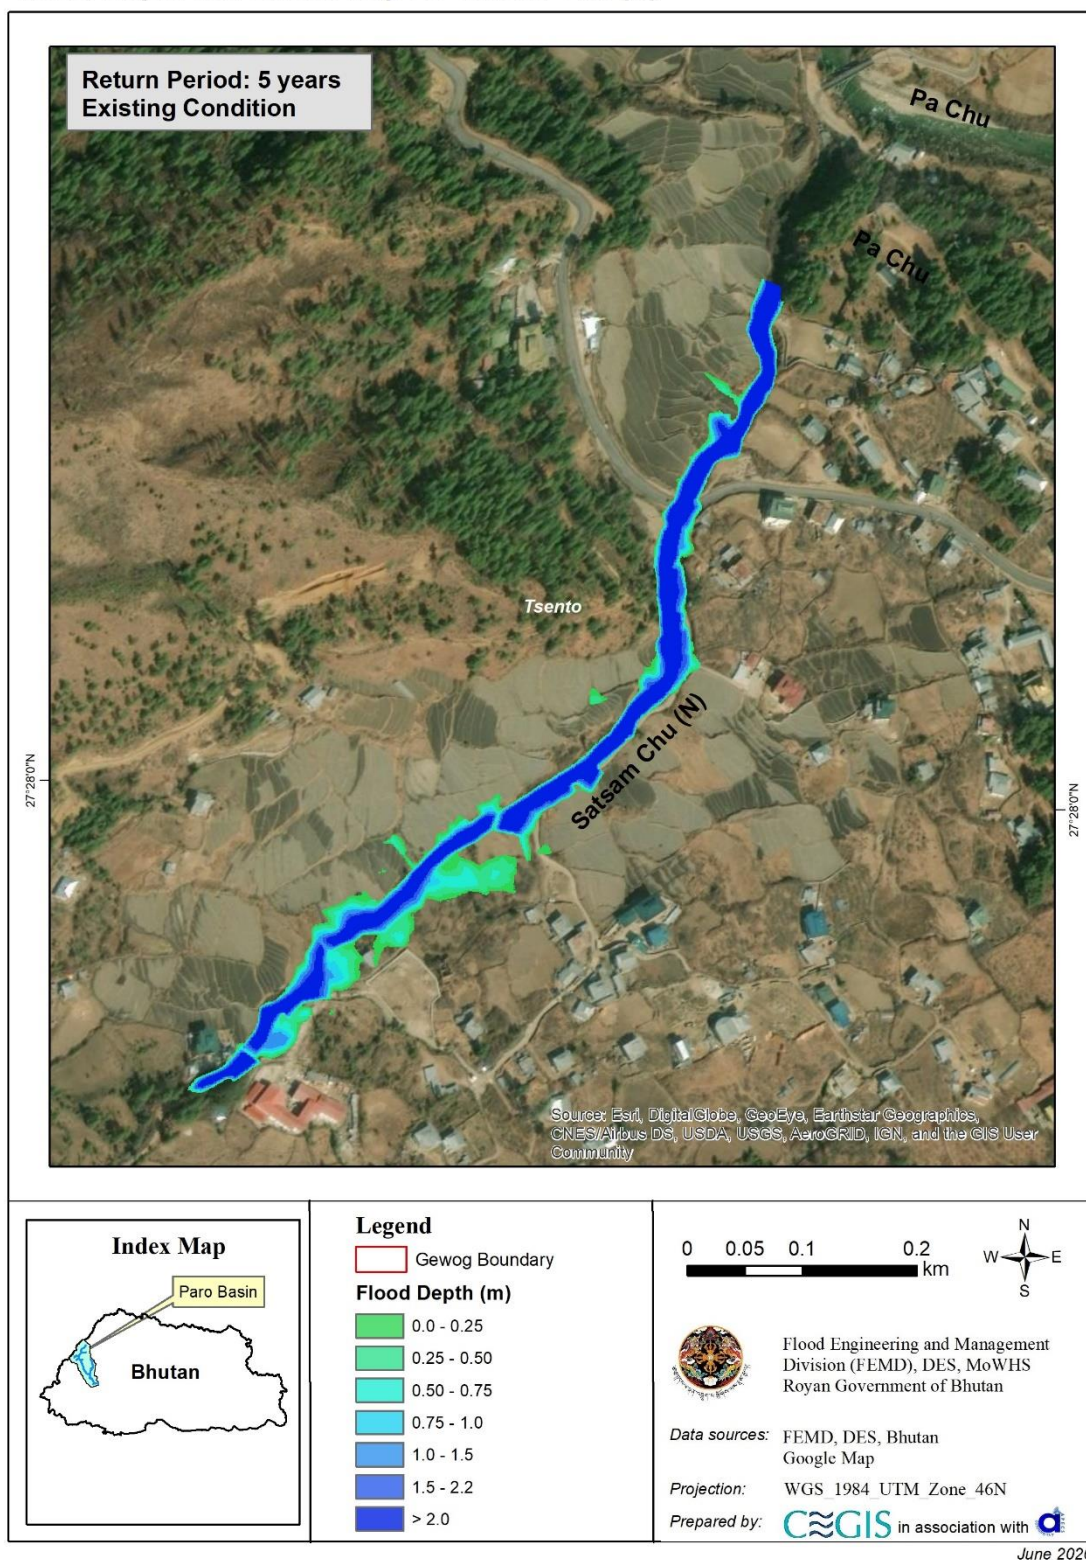 Return Period: 5 years
Existing Condition
Pa Chu
Pa Chu
Tsento
Satsam Chu (N)
27°28'0"N
27°28'0"N
Source: Esri, DigitalGlobe, GeoEye, Earthstar Geographics,
CNES/Airbus DS, USDA, USGS, AeroGRID, IGN, and the GIS User
Community
Index Map
Paro Basin
Bhutan
Legend
Gewog Boundary
Flood Depth (m)
0.0 - 0.25
0.25 - 0.50
0.50 - 0.75
0.75 - 1.0
1.0 - 1.5
1.5 - 2.2
> 2.0
0 0.05 0.1 0.2
km
N
W E
S
Flood Engineering and Management
Division (FEMD), DES, MoWHS
Royan Government of Bhutan
Data sources: FEMD, DES, Bhutan
Google Map
Projection: WGS_1984_UTM_Zone_46N
Prepared by: CEGIS in association with
June 2020